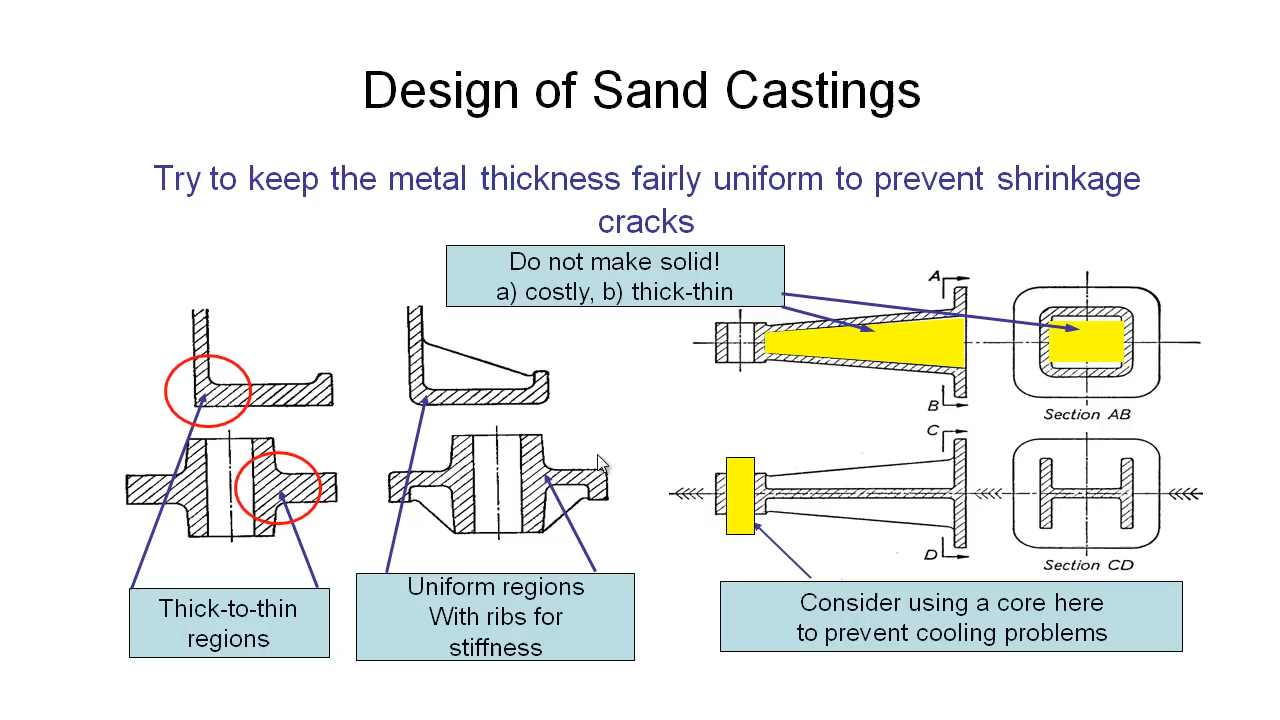 Design of Sand Castings
Try to keep the metal thickness fairly uniform to prevent shrinkage
cracks
Do not make solid!
a) costly, b) thick-thin
A
B
Section AB
C
D
Section CD
Thick-to-thin
regions
Uniform regions
With ribs for
stiffness
Consider using a core here
to prevent cooling problems